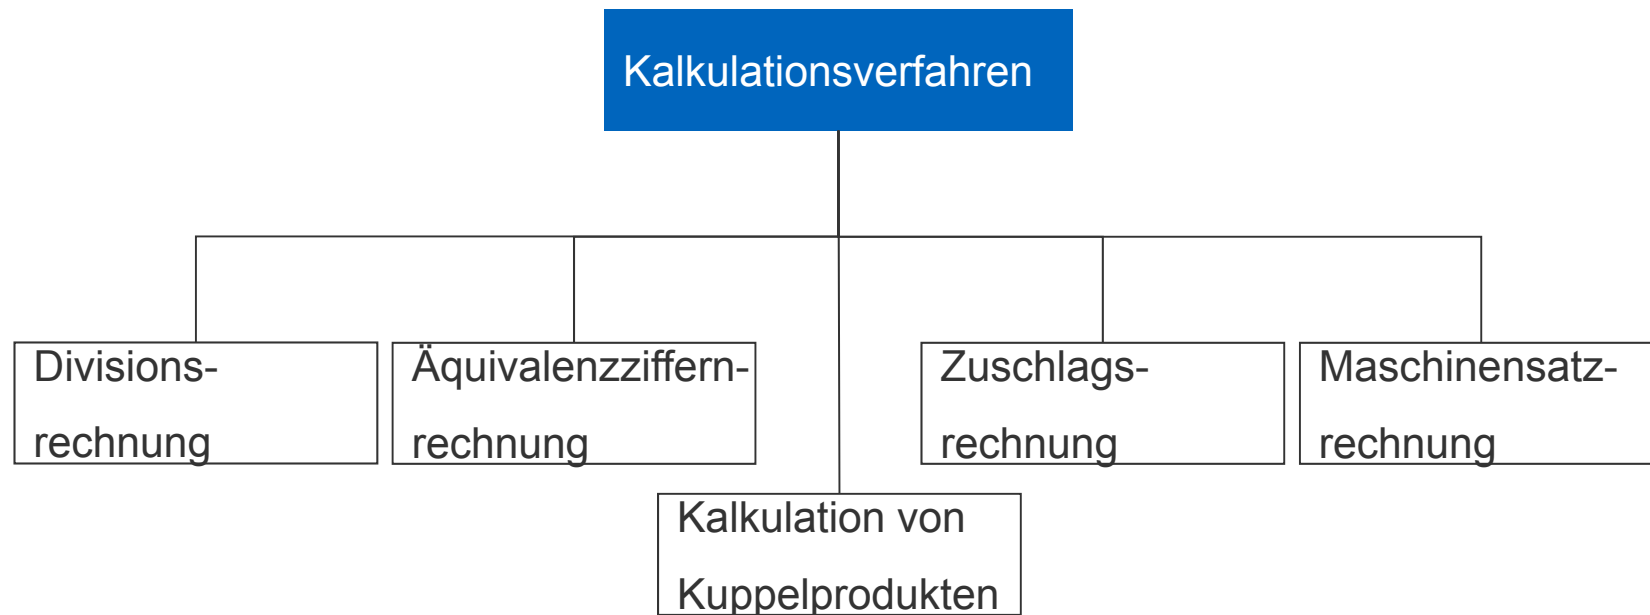 Kalkulationsverfahren
Divisions-
rechnung
Äquivalenzziffern-
rechnung
Zuschlags-
rechnung
Maschinensatz-
rechnung
Kalkulation von
Kuppelprodukten